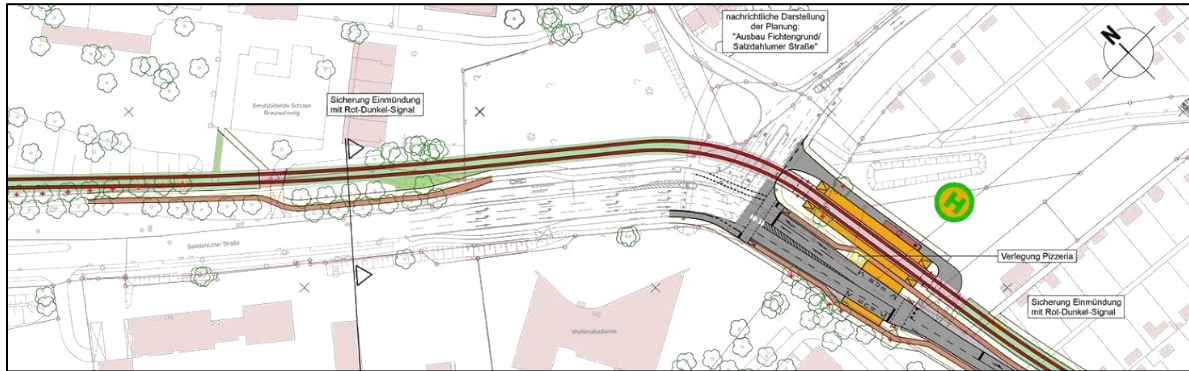 nachrichtliche Darstellung
der Planung:
"Ausbau Fichtengrund/
Salzdahlumer Straße"
N
Sicherung Einmündung
mit Rot-Dunkel-Signal
Berufsbildende Schulen
Braunschweig
H
Salzdahlumer Straße
Verlegung Pizzeria
Sicherung Einmündung
mit Rot-Dunkel-Signal